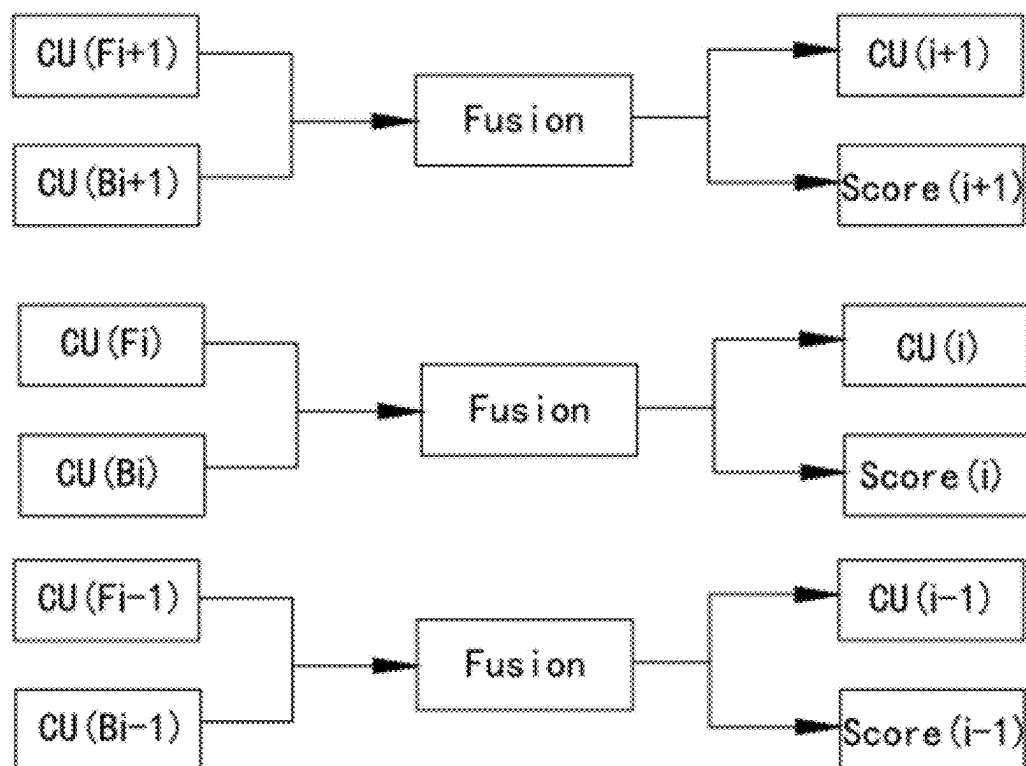 CU(Fi+1)
CU(Bi+1)
Fusion
CU(i+1)
Score(i+1)
CU(Fi)
CU(Bi)
Fusion
CU(i)
Score(i)
CU(Fi-1)
CU(Bi-1)
Fusion
CU(i-1)
Score(i-1)